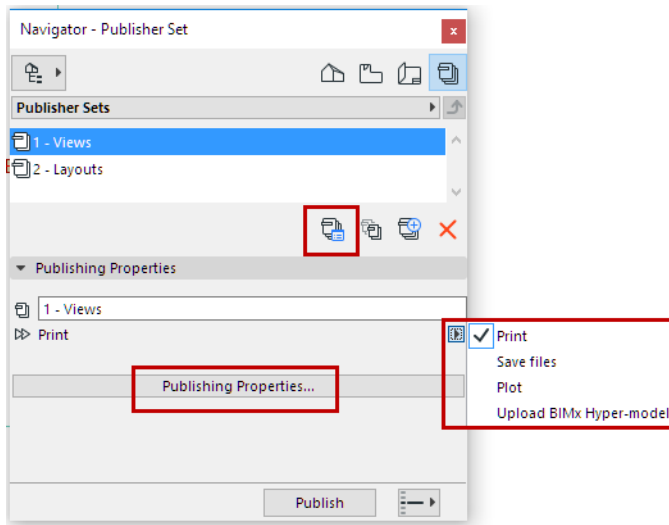 Navigator - Publisher Set
x
Publisher Sets
1 - Views
2 - Layouts
Publishing Properties
1 - Views
Print
Print
Save files
Plot
Upload BIMx Hyper-model
Publishing Properties...
Publish